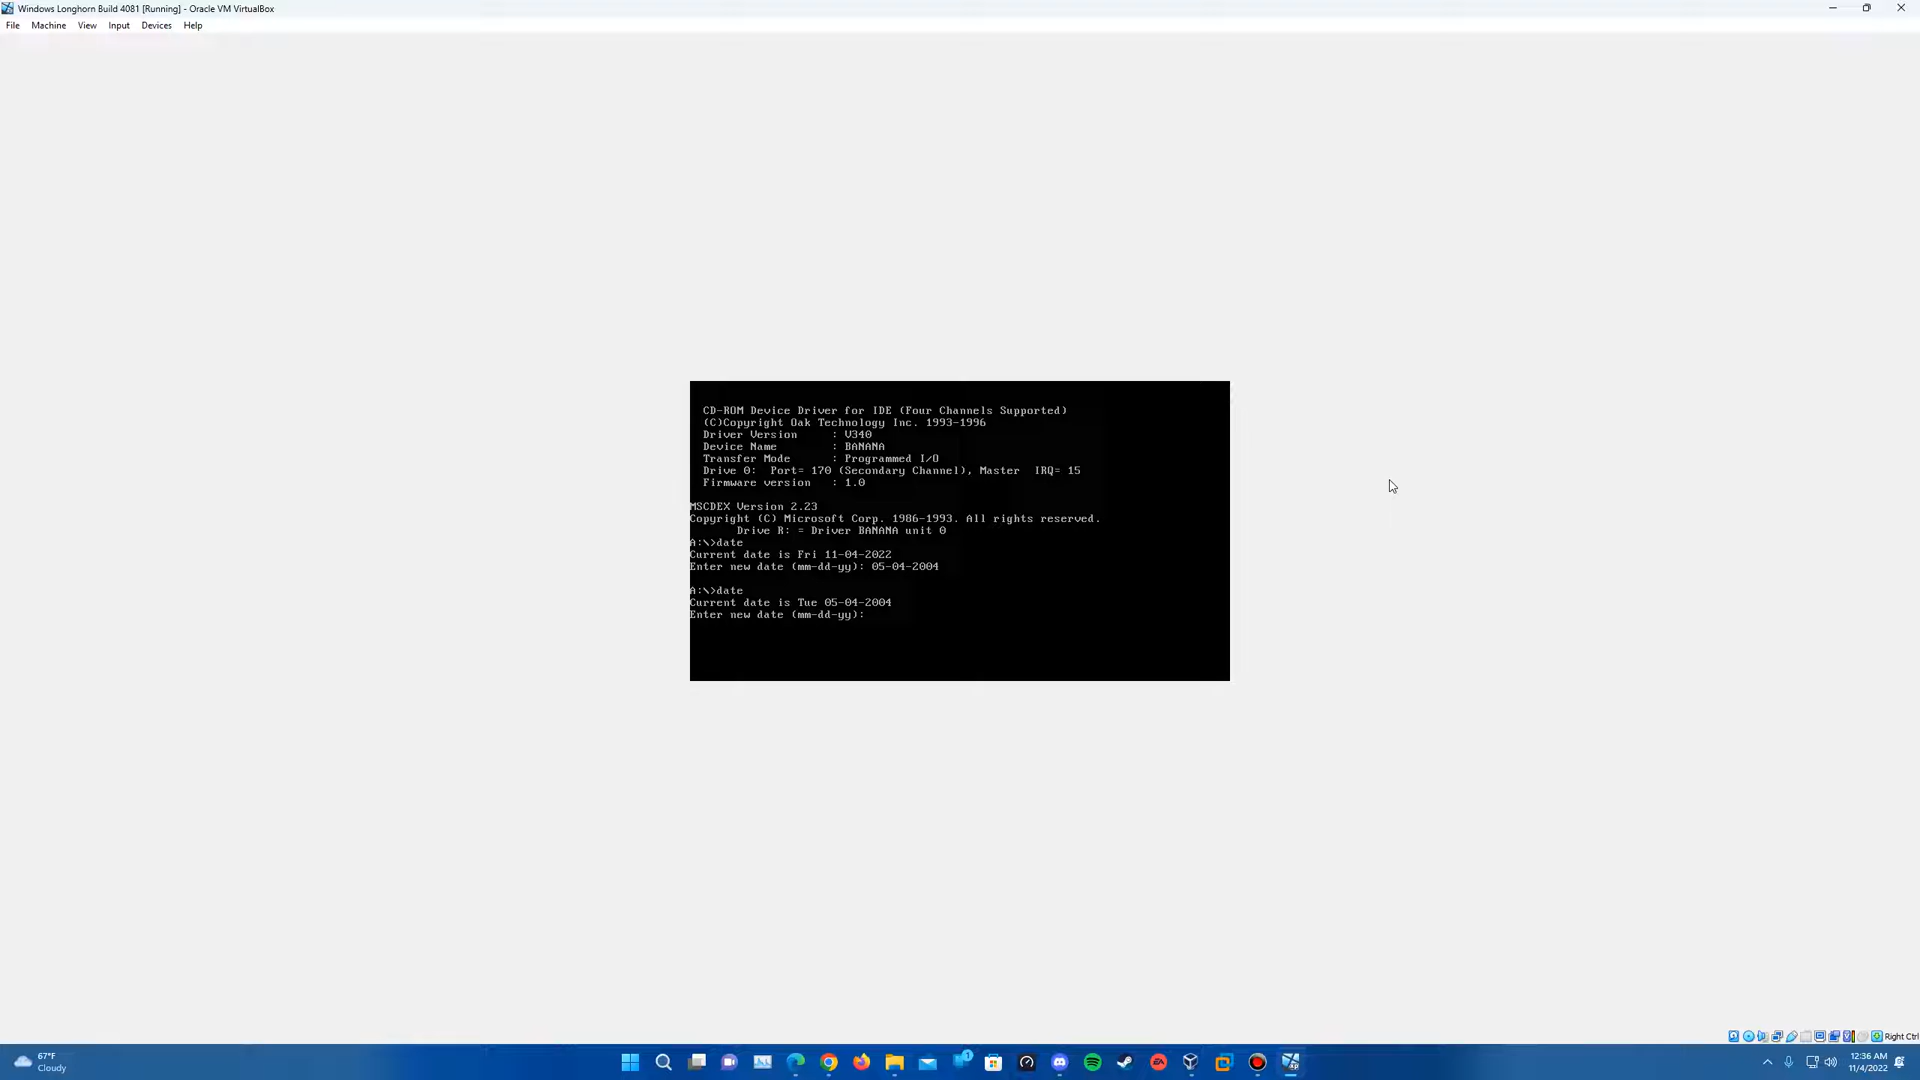 Windows Longhorn Build 4081 [Running] - Oracle VM VirtualBox
File Machine View Input Devices Help
CD-ROM Device Driver for IDE (Four Channels Supported)
(C)Copyright Oak Technology Inc. 1993-1996
Driver Version : V340
Device Name : BANANA
Transfer Mode : Programmed I/O
Drive 0: Port= 170 (Secondary Channel), Master IRQ= 15
Firmware version : 1.0
MSCDEX Version 2.23
Copyright (C) Microsoft Corp. 1986-1993. All rights reserved.
Drive R: = Driver BANANA unit 0
A:\>date
Current date is Fri 11-04-2022
Enter new date (mm-dd-yy): 05-04-2004
A:\>date
Current date is Tue 05-04-2004
Enter new date (mm-dd-yy):
Right Ctrl
67°F
Cloudy
1
EA
xp
12:36 AM
11/4/2022